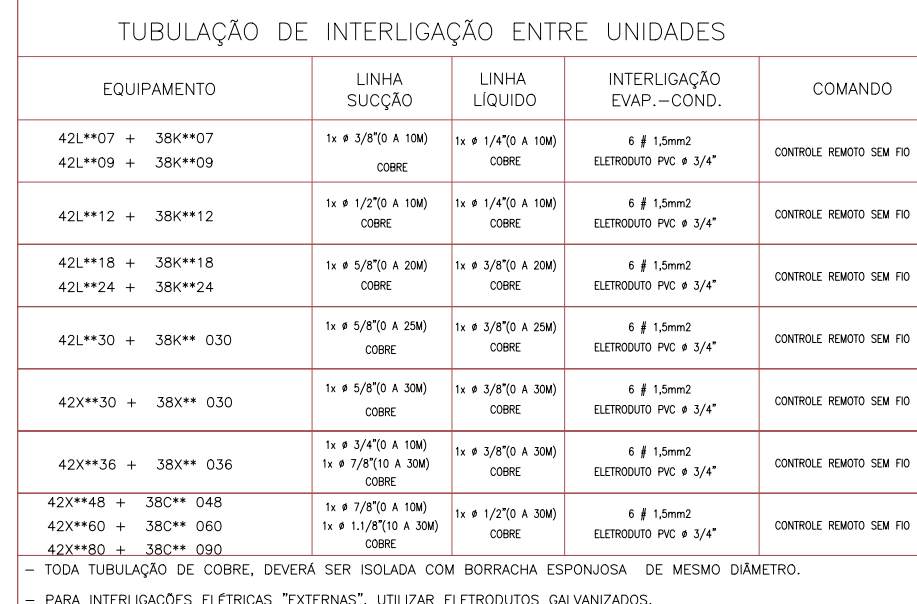 TUBULAÇÃO DE INTERLIGAÇÃO ENTRE UNIDADES
EQUIPAMENTO
LINHA
SUCÇÃO
LINHA
LÍQUIDO
INTERLIGAÇÃO
EVAP.-COND.
COMANDO
42L**07 + 38K**07
42L**09 + 38K**09
1x ø 3/8"(0 A 10M)
COBRE
1x ø 1/4"(0 A 10M)
COBRE
6 # 1,5mm2
ELETRODUTO PVC ø 3/4"
CONTROLE REMOTO SEM FIO
42L**12 + 38K**12
1x ø 1/2"(0 A 10M)
COBRE
1x ø 1/4"(0 A 10M)
COBRE
6 # 1,5mm2
ELETRODUTO PVC ø 3/4"
CONTROLE REMOTO SEM FIO
42L**18 + 38K**18
42L**24 + 38K**24
1x ø 5/8"(0 A 20M)
COBRE
1x ø 3/8"(0 A 20M)
COBRE
6 # 1,5mm2
ELETRODUTO PVC ø 3/4"
CONTROLE REMOTO SEM FIO
42L**30 + 38K** 030
1x ø 5/8"(0 A 25M)
COBRE
1x ø 3/8"(0 A 25M)
COBRE
6 # 1,5mm2
ELETRODUTO PVC ø 3/4"
CONTROLE REMOTO SEM FIO
42X**30 + 38X** 030
1x ø 5/8"(0 A 30M)
COBRE
1x ø 3/8"(0 A 30M)
COBRE
6 # 1,5mm2
ELETRODUTO PVC ø 3/4"
CONTROLE REMOTO SEM FIO
42X**36 + 38X** 036
1x ø 3/4"(0 A 10M)
1x ø 7/8"(10 A 30M)
COBRE
1x ø 3/8"(0 A 30M)
COBRE
6 # 1,5mm2
ELETRODUTO PVC ø 3/4"
CONTROLE REMOTO SEM FIO
42X**48 + 38C** 048
42X**60 + 38C** 060
42X**80 + 38C** 090
1x ø 7/8"(0 A 10M)
1x ø 1.1/8"(10 A 30M)
COBRE
1x ø 1/2"(0 A 30M)
COBRE
6 # 1,5mm2
ELETRODUTO PVC ø 3/4"
CONTROLE REMOTO SEM FIO
- TODA TUBULAÇÃO DE COBRE, DEVERÁ SER ISOLADA COM BORRACHA ESPONJOSA DE MESMO DIÂMETRO.
- PARA INTERLIGAÇÕES ELÉTRICAS "EXTERNAS", UTILIZAR ELETRODUTOS GALVANIZADOS.